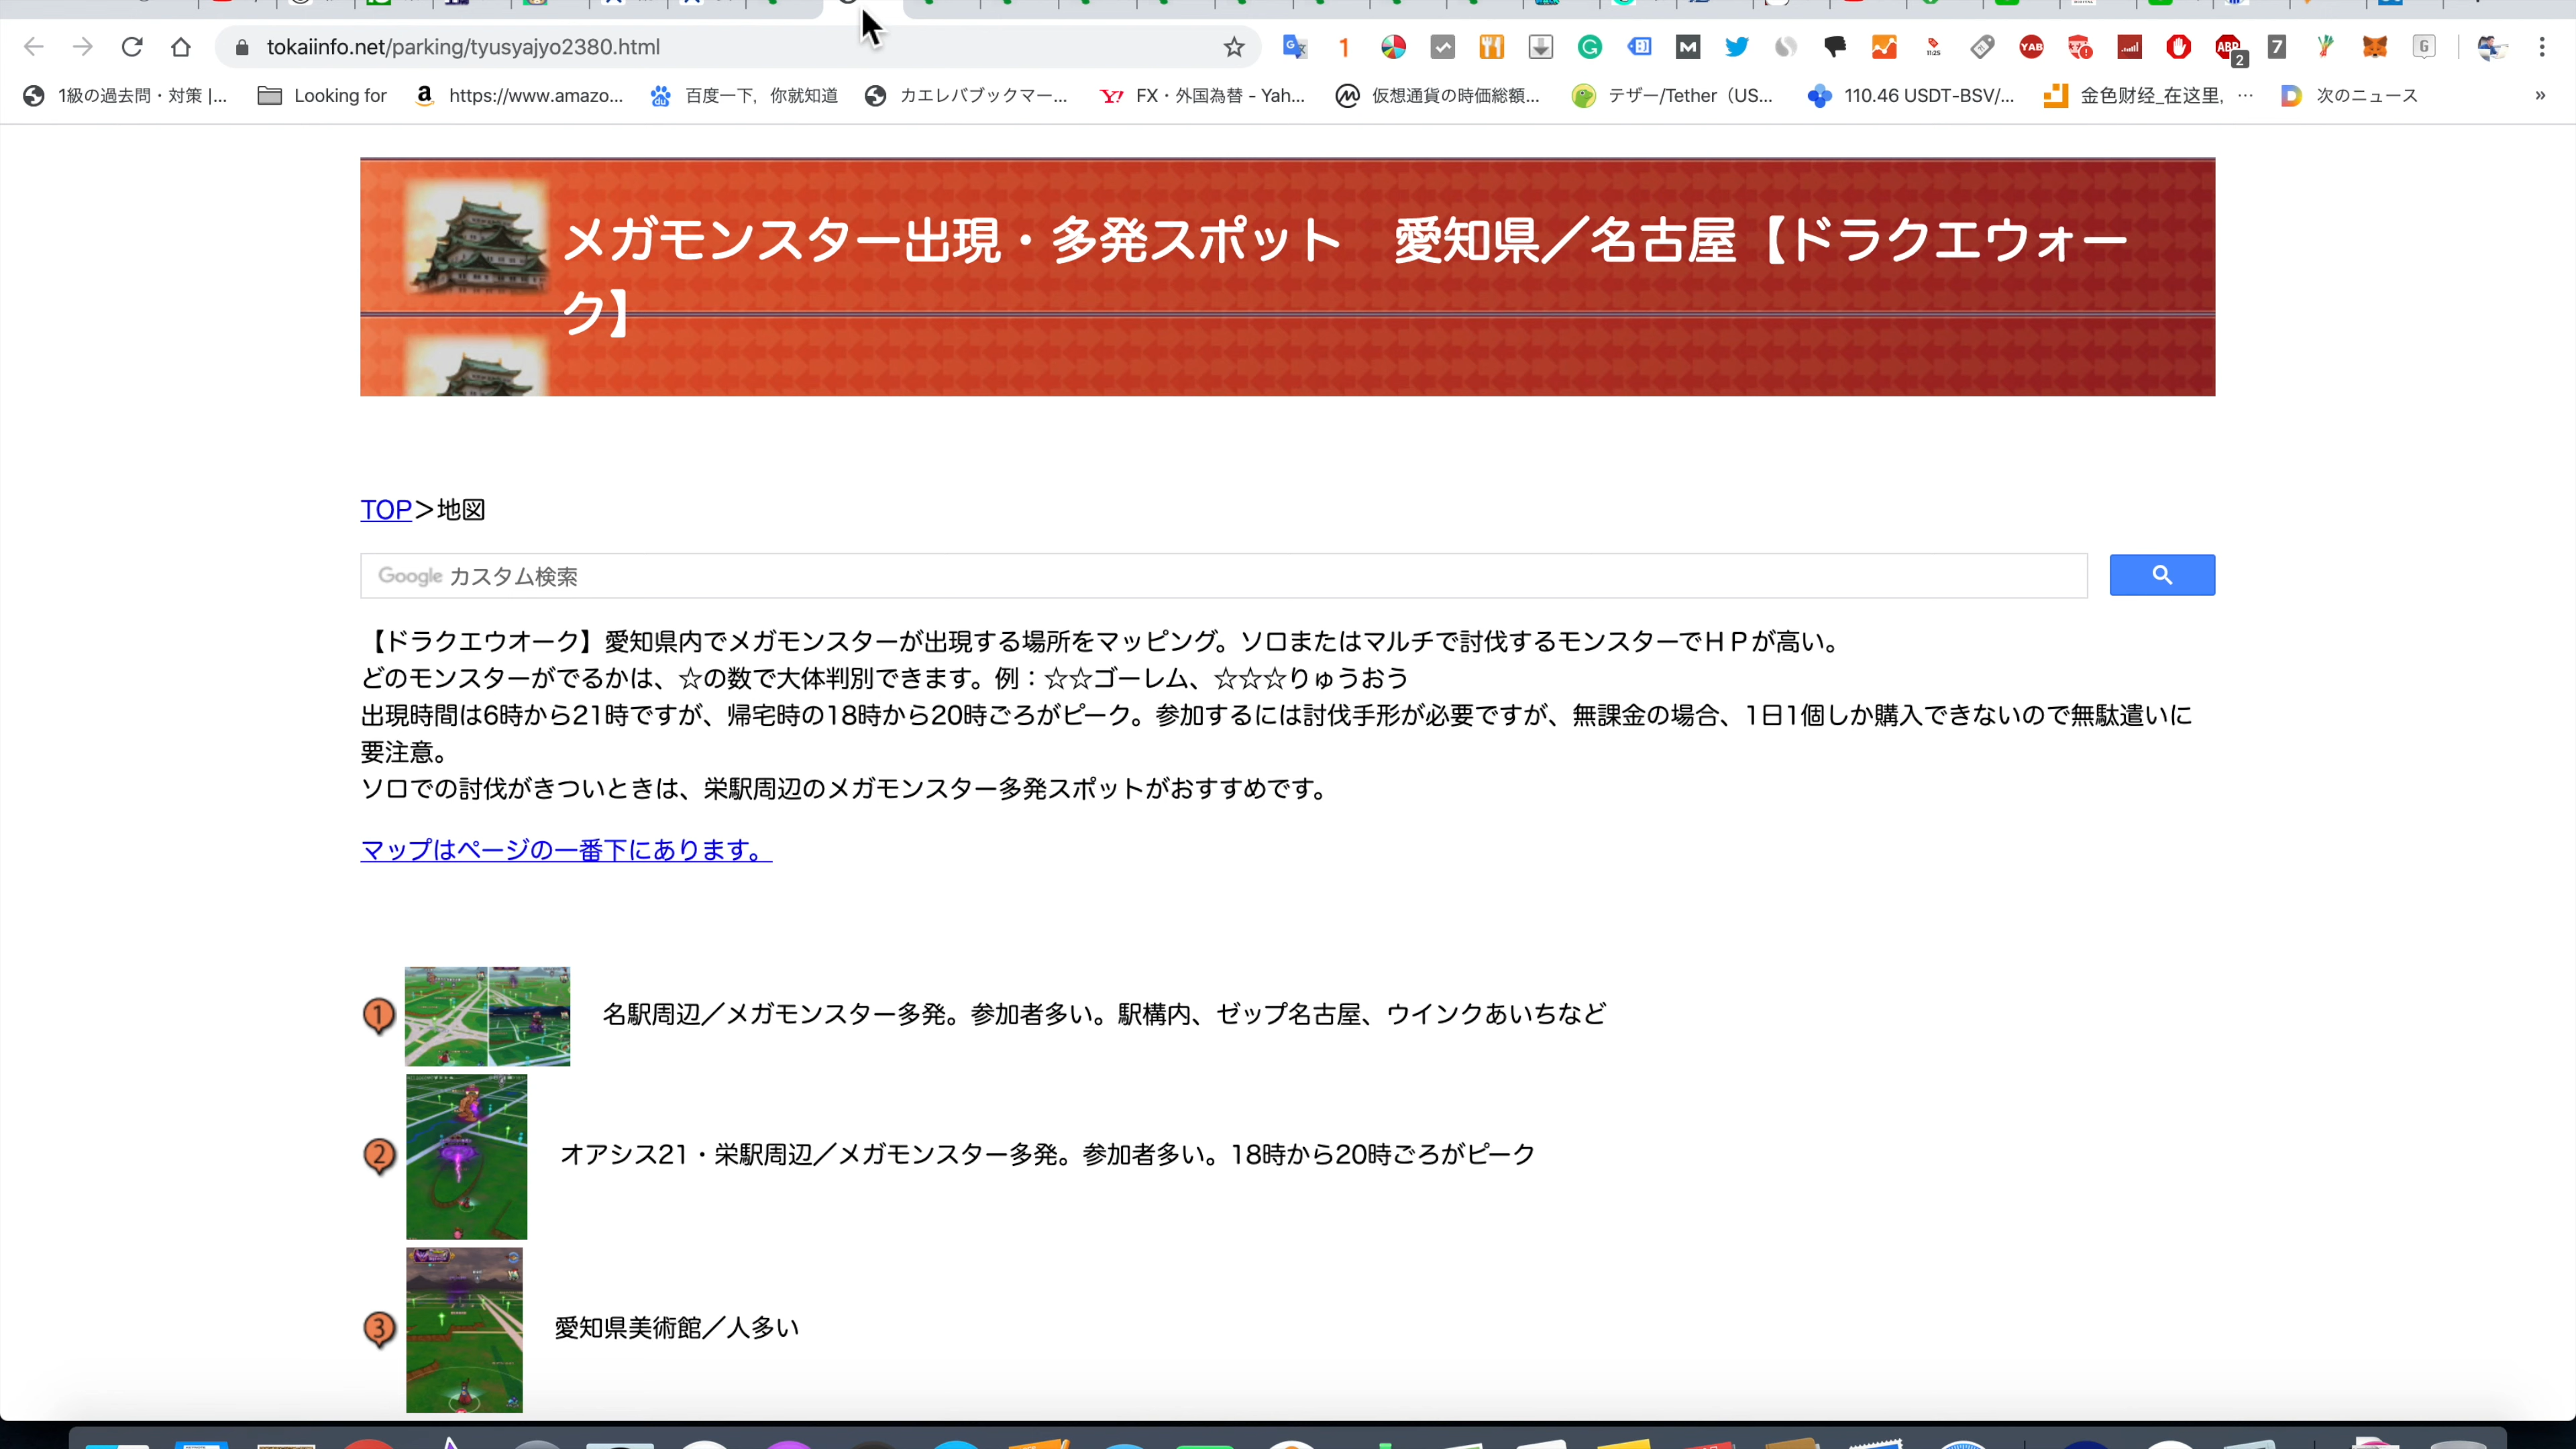 tokaiinfo.net/parking/tyusyajyo2380.html
1級の過去問・対策 |...
Looking for
https://www.amazo...
百度一下，你就知道
カエレバブックマー...
FX・外国為替 - Yah...
仮想通貨の時価総額...
テザー/Tether（US...
110.46 USDT-BSV/...
金色财经_在这里，...
次のニュース
»
メガモンスター出現・多発スポット　愛知県／名古屋【ドラクエウォー
ク】
TOP＞地図
Google カスタム検索
【ドラクエウオーク】愛知県内でメガモンスターが出現する場所をマッピング。ソロまたはマルチで討伐するモンスターでＨＰが高い。
どのモンスターがでるかは、☆の数で大体判別できます。例：☆☆ゴーレム、☆☆☆りゅうおう
出現時間は6時から21時ですが、帰宅時の18時から20時ごろがピーク。参加するには討伐手形が必要ですが、無課金の場合、1日1個しか購入できないので無駄遣いに
要注意。
ソロでの討伐がきついときは、栄駅周辺のメガモンスター多発スポットがおすすめです。
マップはページの一番下にあります。
1 名駅周辺／メガモンスター多発。参加者多い。駅構内、ゼップ名古屋、ウインクあいちなど
2 オアシス21・栄駅周辺／メガモンスター多発。参加者多い。18時から20時ごろがピーク
3 愛知県美術館／人多い